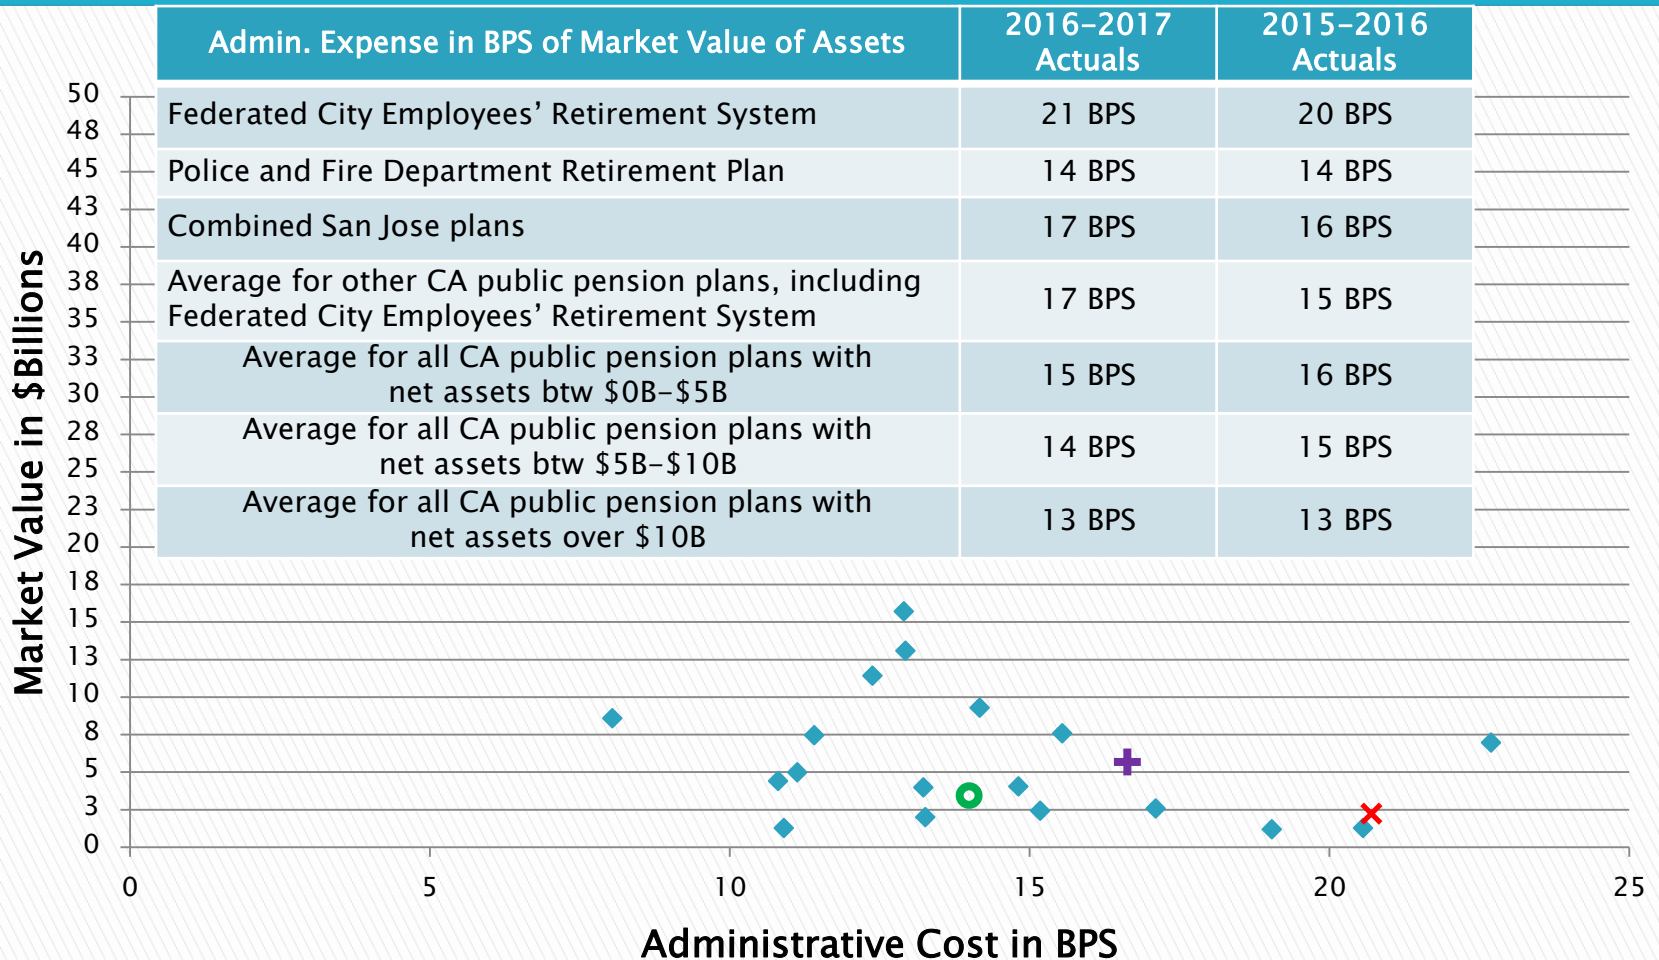 Admin. Expense in BPS of Market Value of Assets
2016-2017
Actuals
2015-2016
Actuals
Federated City Employees’ Retirement System
21 BPS
20 BPS
Police and Fire Department Retirement Plan
14 BPS
14 BPS
Combined San Jose plans
17 BPS
16 BPS
Average for other CA public pension plans, including
Federated City Employees’ Retirement System
17 BPS
15 BPS
Average for all CA public pension plans with
net assets btw $0B-$5B
15 BPS
16 BPS
Average for all CA public pension plans with
net assets btw $5B-$10B
14 BPS
15 BPS
Average for all CA public pension plans with
net assets over $10B
13 BPS
13 BPS
Market Value in $Billions
50
48
45
43
40
38
35
33
30
28
25
23
20
18
15
13
10
8
5
3
0
0 5 10 15 20 25
Administrative Cost in BPS